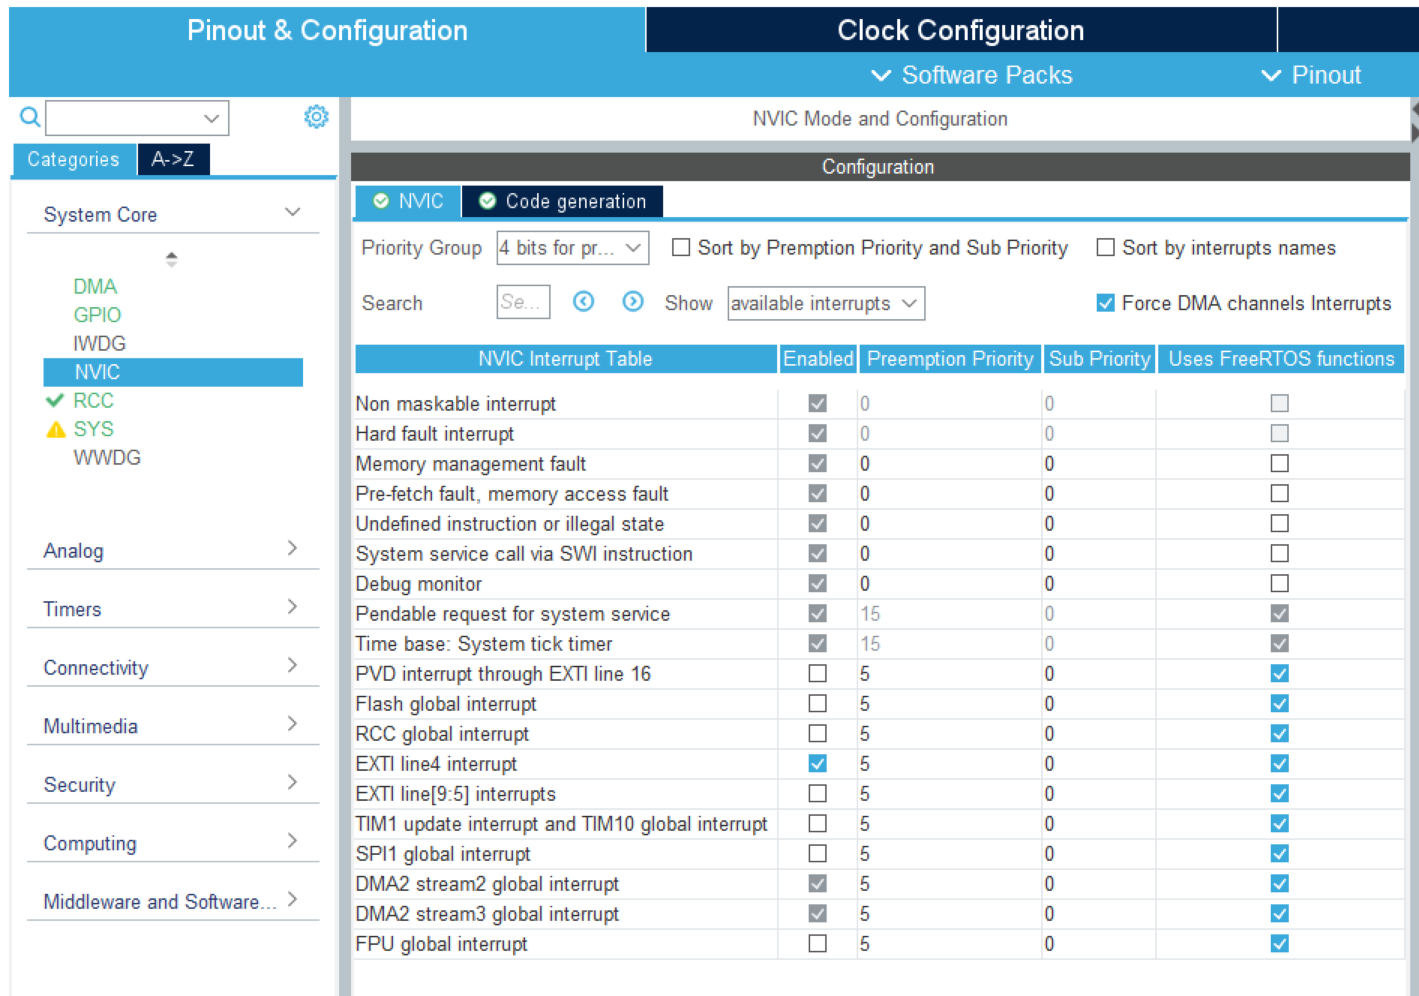 Pinout & Configuration
Clock Configuration
Software Packs
Pinout
NVIC Mode and Configuration
Categories
A->Z
Configuration
System Core
DMA
GPIO
IWDG
NVIC
RCC
SYS
WWDG
Analog
Timers
Connectivity
Multimedia
Security
Computing
Middleware and Software...
NVIC
Code generation
Priority Group 4 bits for pr... Sort by Premption Priority and Sub Priority Sort by interrupts names
Search Se... Show available interrupts Force DMA channels Interrupts
NVIC Interrupt Table Enabled Preemption Priority Sub Priority Uses FreeRTOS functions
Non maskable interrupt 0 0
Hard fault interrupt 0 0
Memory management fault 0 0
Pre-fetch fault, memory access fault 0 0
Undefined instruction or illegal state 0 0
System service call via SWI instruction 0 0
Debug monitor 0 0
Pendable request for system service 15 0
Time base: System tick timer 15 0
PVD interrupt through EXTI line 16 5 0
Flash global interrupt 5 0
RCC global interrupt 5 0
EXTI line4 interrupt 5 0
EXTI line[9:5] interrupts 5 0
TIM1 update interrupt and TIM10 global interrupt 5 0
SPI1 global interrupt 5 0
DMA2 stream2 global interrupt 5 0
DMA2 stream3 global interrupt 5 0
FPU global interrupt 5 0